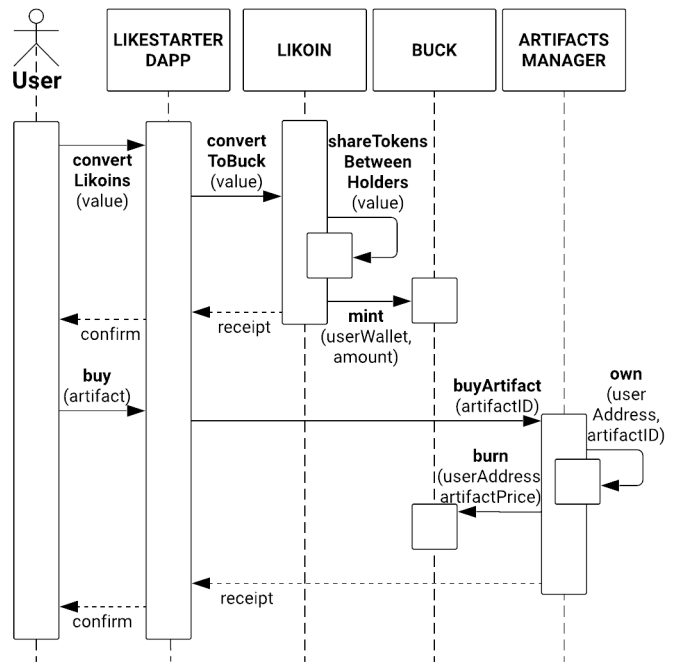 User
LIKESTARTER
DAPP
LIKOIN
BUCK
ARTIFACTS
MANAGER
convert
Likoins
(value)
convert
ToBuck
(value)
shareTokens
Between
Holders
(value)
mint
(userWallet,
amount)
receipt
confirm
buy
(artifact)
buyArtifact
(artifactID)
own
(user
Address,
artifactID)
burn
(userAddress
artifactPrice)
receipt
confirm